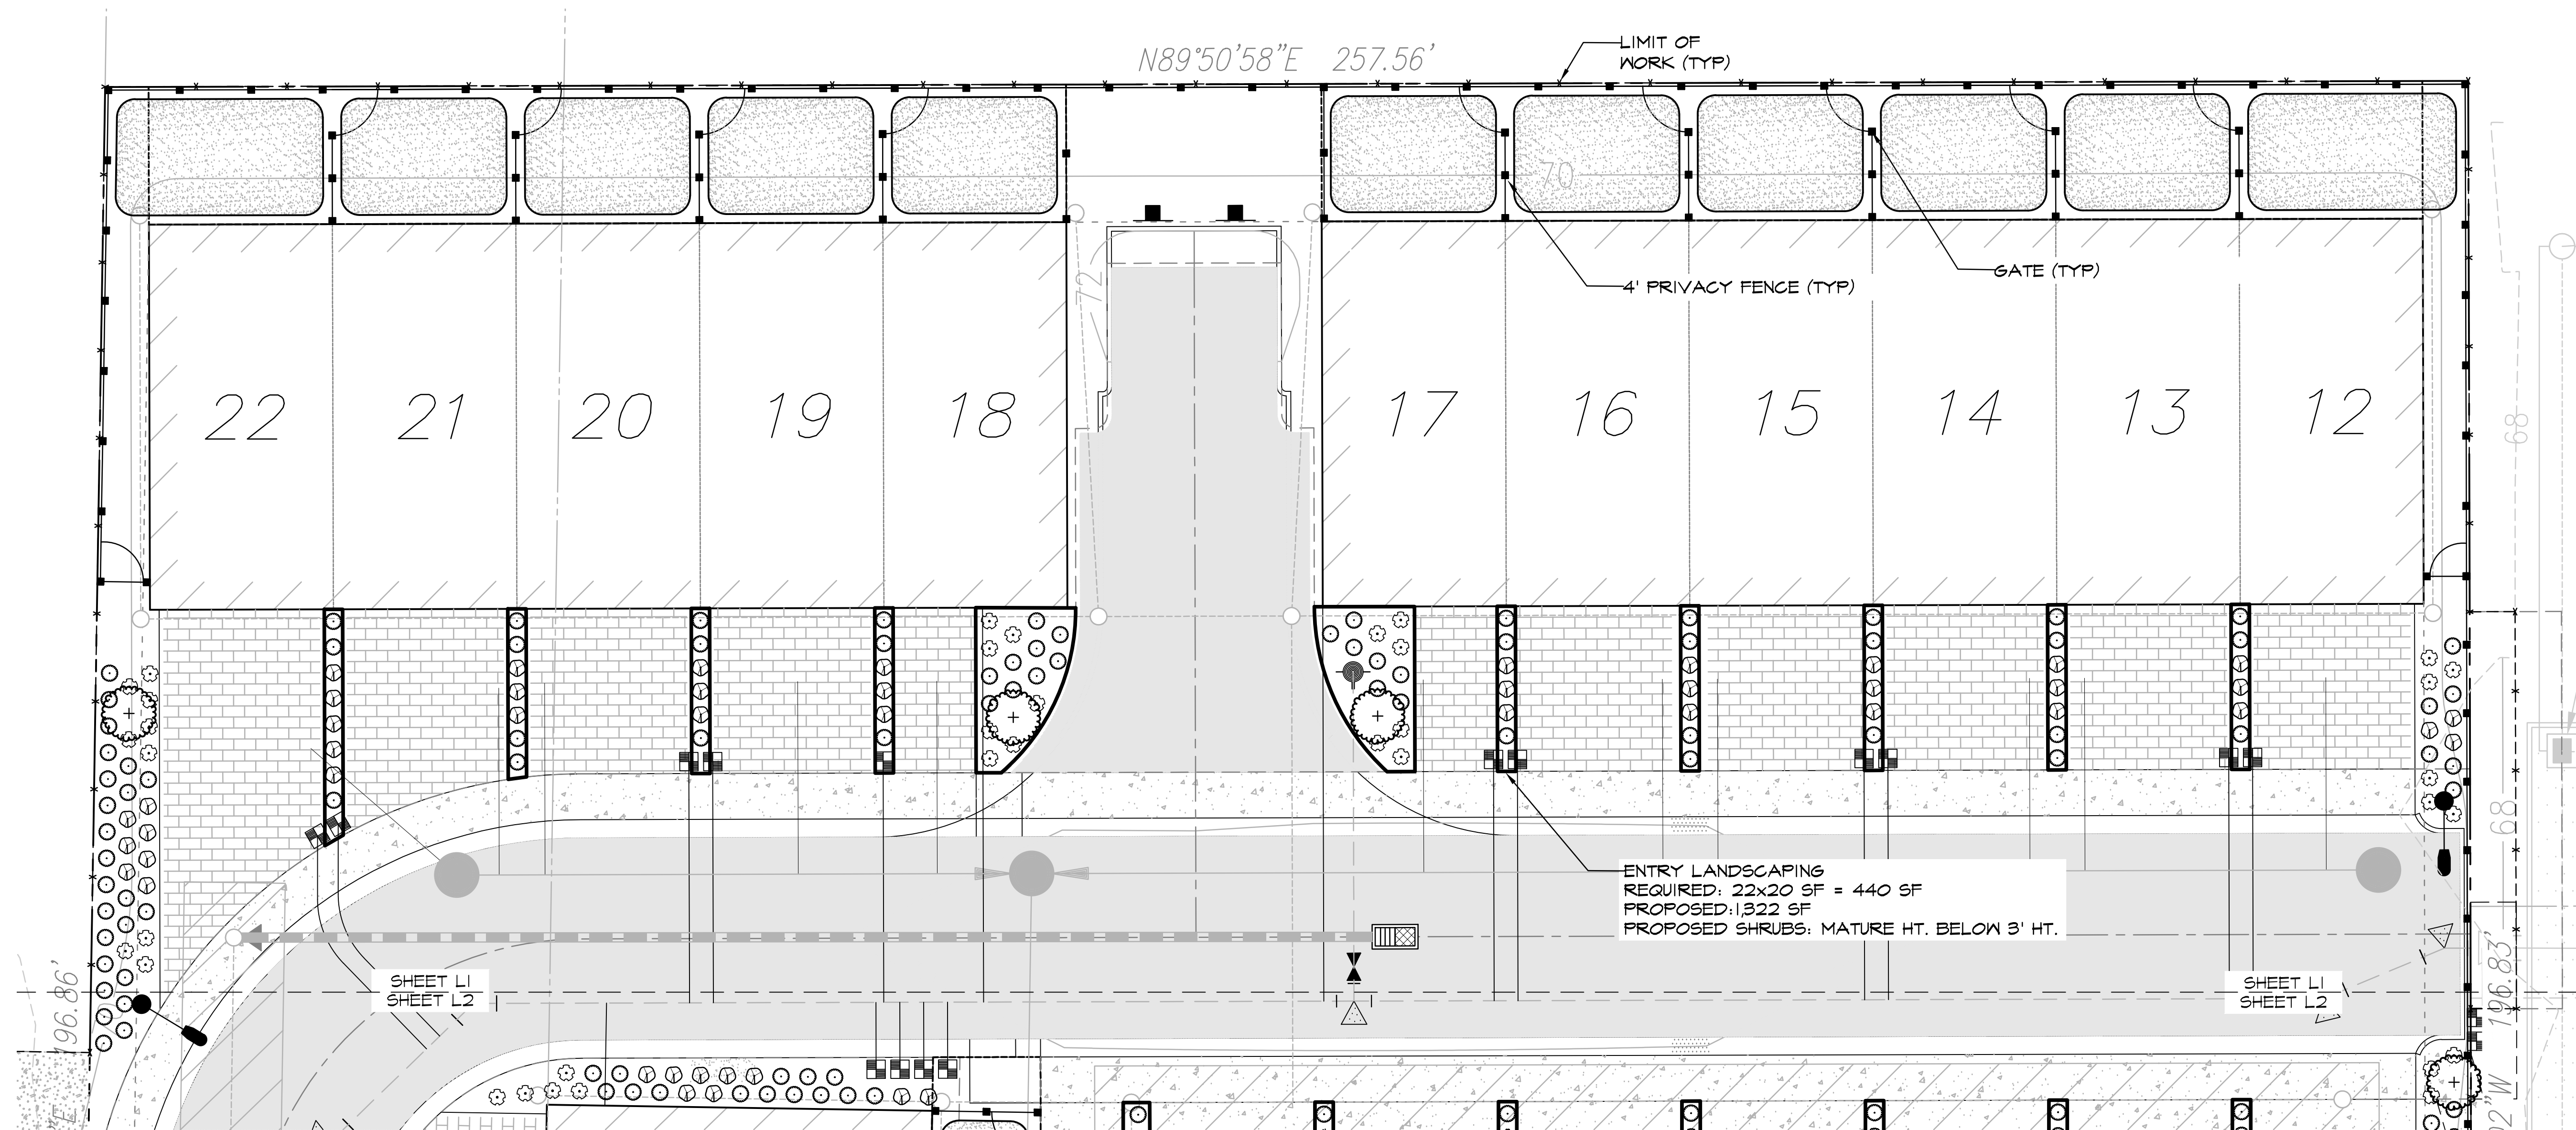 N89°50'58"E 257.56'
LIMIT OF
WORK (TYP)
70
72
GATE (TYP)
4' PRIVACY FENCE (TYP)
22 21 20 19 18 17 16 15 14 13 12
68
68
ENTRY LANDSCAPING
REQUIRED: 22x20 SF = 440 SF
PROPOSED:1,322 SF
PROPOSED SHRUBS: MATURE HT. BELOW 3' HT.
SHEET L1
SHEET L2
SHEET L1
SHEET L2
196.86'
196.83'
02"W